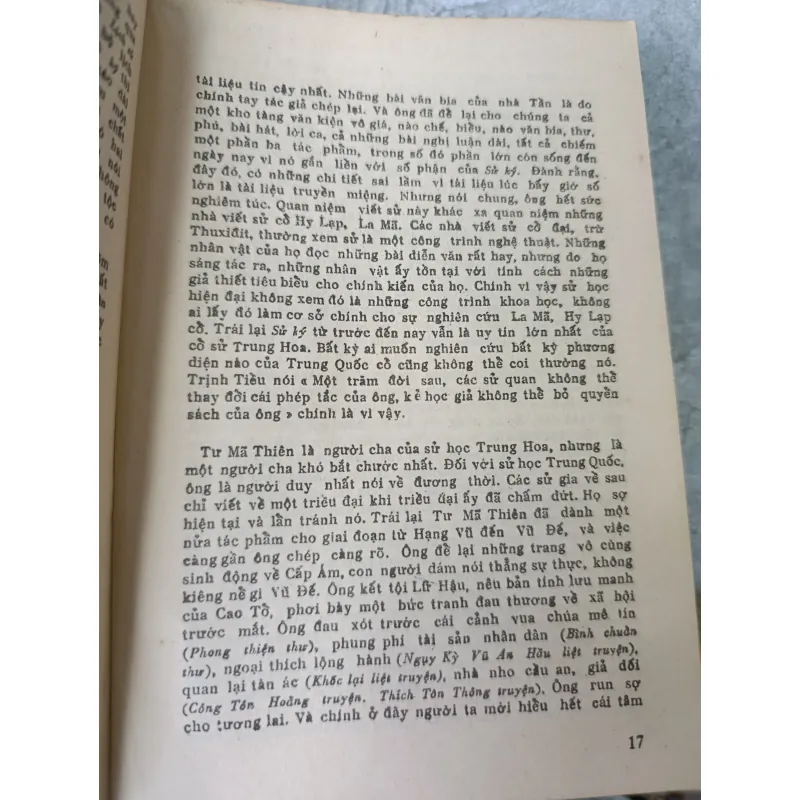 tài liệu tin cậy nhất. Những bài văn bia của nhà Tần là do
chính tay tác giả chép lại. Và ông đã để lại cho chúng ta cả
một kho tàng văn kiện vô giá, nào chế, biểu, nào văn bia, thư,
phú, bài hát, lời ca, cả những bài nghị luận dài, tất cả chiếm
một phần ba tác phẩm, trong số đó phần lớn còn sống đến
ngày nay vì nó gắn liền với số phận của Sử ký. Đành rằng,
đây đó, có những chi tiết sai lầm vì tài liệu lúc bấy giờ số
lớn là tài liệu truyền miệng. Nhưng nói chung, ông hết sức
nghiêm túc. Quan niệm viết sử này khác xa quan niệm những
nhà viết sử cổ Hy Lạp, La Mã. Các nhà viết sử cổ đại, trừ
Thuxiđit, thường xem sử là một công trình nghệ thuật. Những
nhân vật của họ đọc những bài diễn văn rất hay, nhưng do họ
sáng tác ra, những nhân vật ấy tồn tại với tính cách những
giả thiết tiêu biểu cho chính kiến của họ. Chính vì vậy sử học
hiện đại không xem đó là những công trình khoa học, không
ai lấy đó làm cơ sở chính cho sự nghiên cứu La Mã, Hy Lạp
cổ. Trái lại Sử ký từ trước đến nay vẫn là uy tín lớn nhất của
cổ sử Trung Hoa. Bất kỳ ai muốn nghiên cứu bất kỳ phương
diện nào của Trung Quốc cổ cũng không thể coi thường nó.
Trịnh Tiều nói « Một trăm đời sau, các sử quan không thể
thay đổi cái phép tắc của ông, kẻ học giả không thể bỏ quyển
sách của ông » chính là vì vậy.
Tư Mã Thiên là người cha của sử học Trung Hoa, nhưng là
một người cha khó bắt chước nhất. Đối với sử học Trung Quốc,
ông là người duy nhất nói về đương thời. Các sử gia về sau
chỉ viết về một triều đại khi triều đại ấy đã chấm dứt. Họ sợ
hiện tại và lẩn tránh nó. Trái lại Tư Mã Thiên đã dành một
nửa tác phẩm cho giai đoạn từ Hạng Vũ đến Vũ Đế, và việc
càng gần ông chép càng rõ. Ông để lại những trang vô cùng
sinh động về Cấp Ám, con người dám nói thẳng sự thực, không
kiêng nể gì Vũ Đế. Ông kết tội Lữ Hậu, nêu bản tính lưu manh
của Cao Tổ, phơi bày một bức tranh đau thương về xã hội
trước mắt. Ông đau xót trước cái cảnh vua chúa mê tín
(Phong thiện thư), phung phí tài sản nhân dân (Bình chuẩn
thư), ngoại thích lộng hành (Ngụy Kỳ Vũ An Hầu liệt truyện),
quan lại tàn ác (Khốc lại liệt truyện), nhà nho cầu an, giả dối
(Công Tôn Hoằng truyện, Thích Tôn Thông truyện). Ông run sợ
cho tương lai. Và chính ở đây người ta mới hiểu hết cái tâm
17